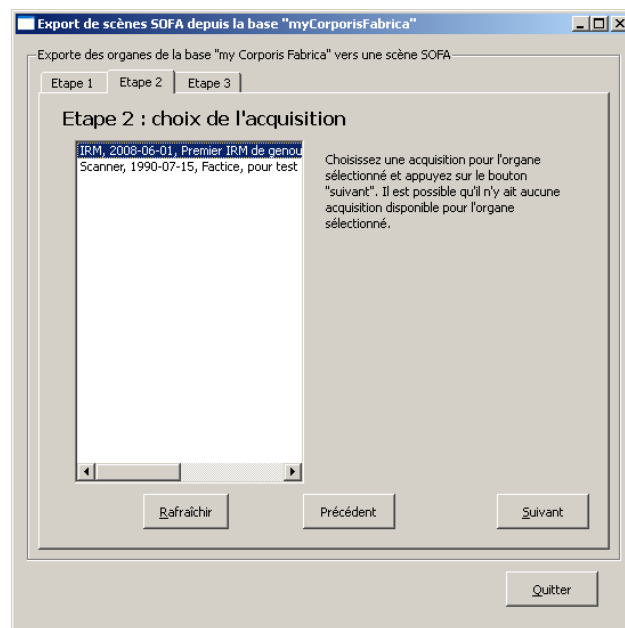 Export de scènes SOFA depuis la base "myCorporisFabrica"
Exporte des organes de la base "my Corporis Fabrica" vers une scène SOFA
Etape 1
Etape 2
Etape 3
Etape 2 : choix de l'acquisition
IRM, 2008-06-01, Premier IRM de genou
Scanner, 1990-07-15, Factice, pour test
Choisissez une acquisition pour l'organe
sélectionné et appuyez sur le bouton
"suivant". Il est possible qu'il n'y ait aucune
acquisition disponible pour l'organe
sélectionné.
Rafraîchir
Précédent
Suivant
Quitter